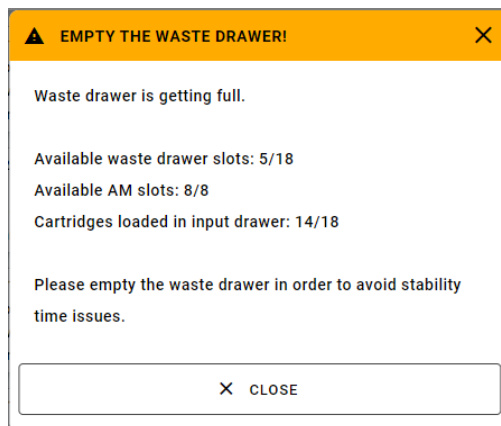 EMPTY THE WASTE DRAWER!
Waste drawer is getting full.
Available waste drawer slots: 5/18
Available AM slots: 8/8
Cartridges loaded in input drawer: 14/18
Please empty the waste drawer in order to avoid stability
time issues.
CLOSE